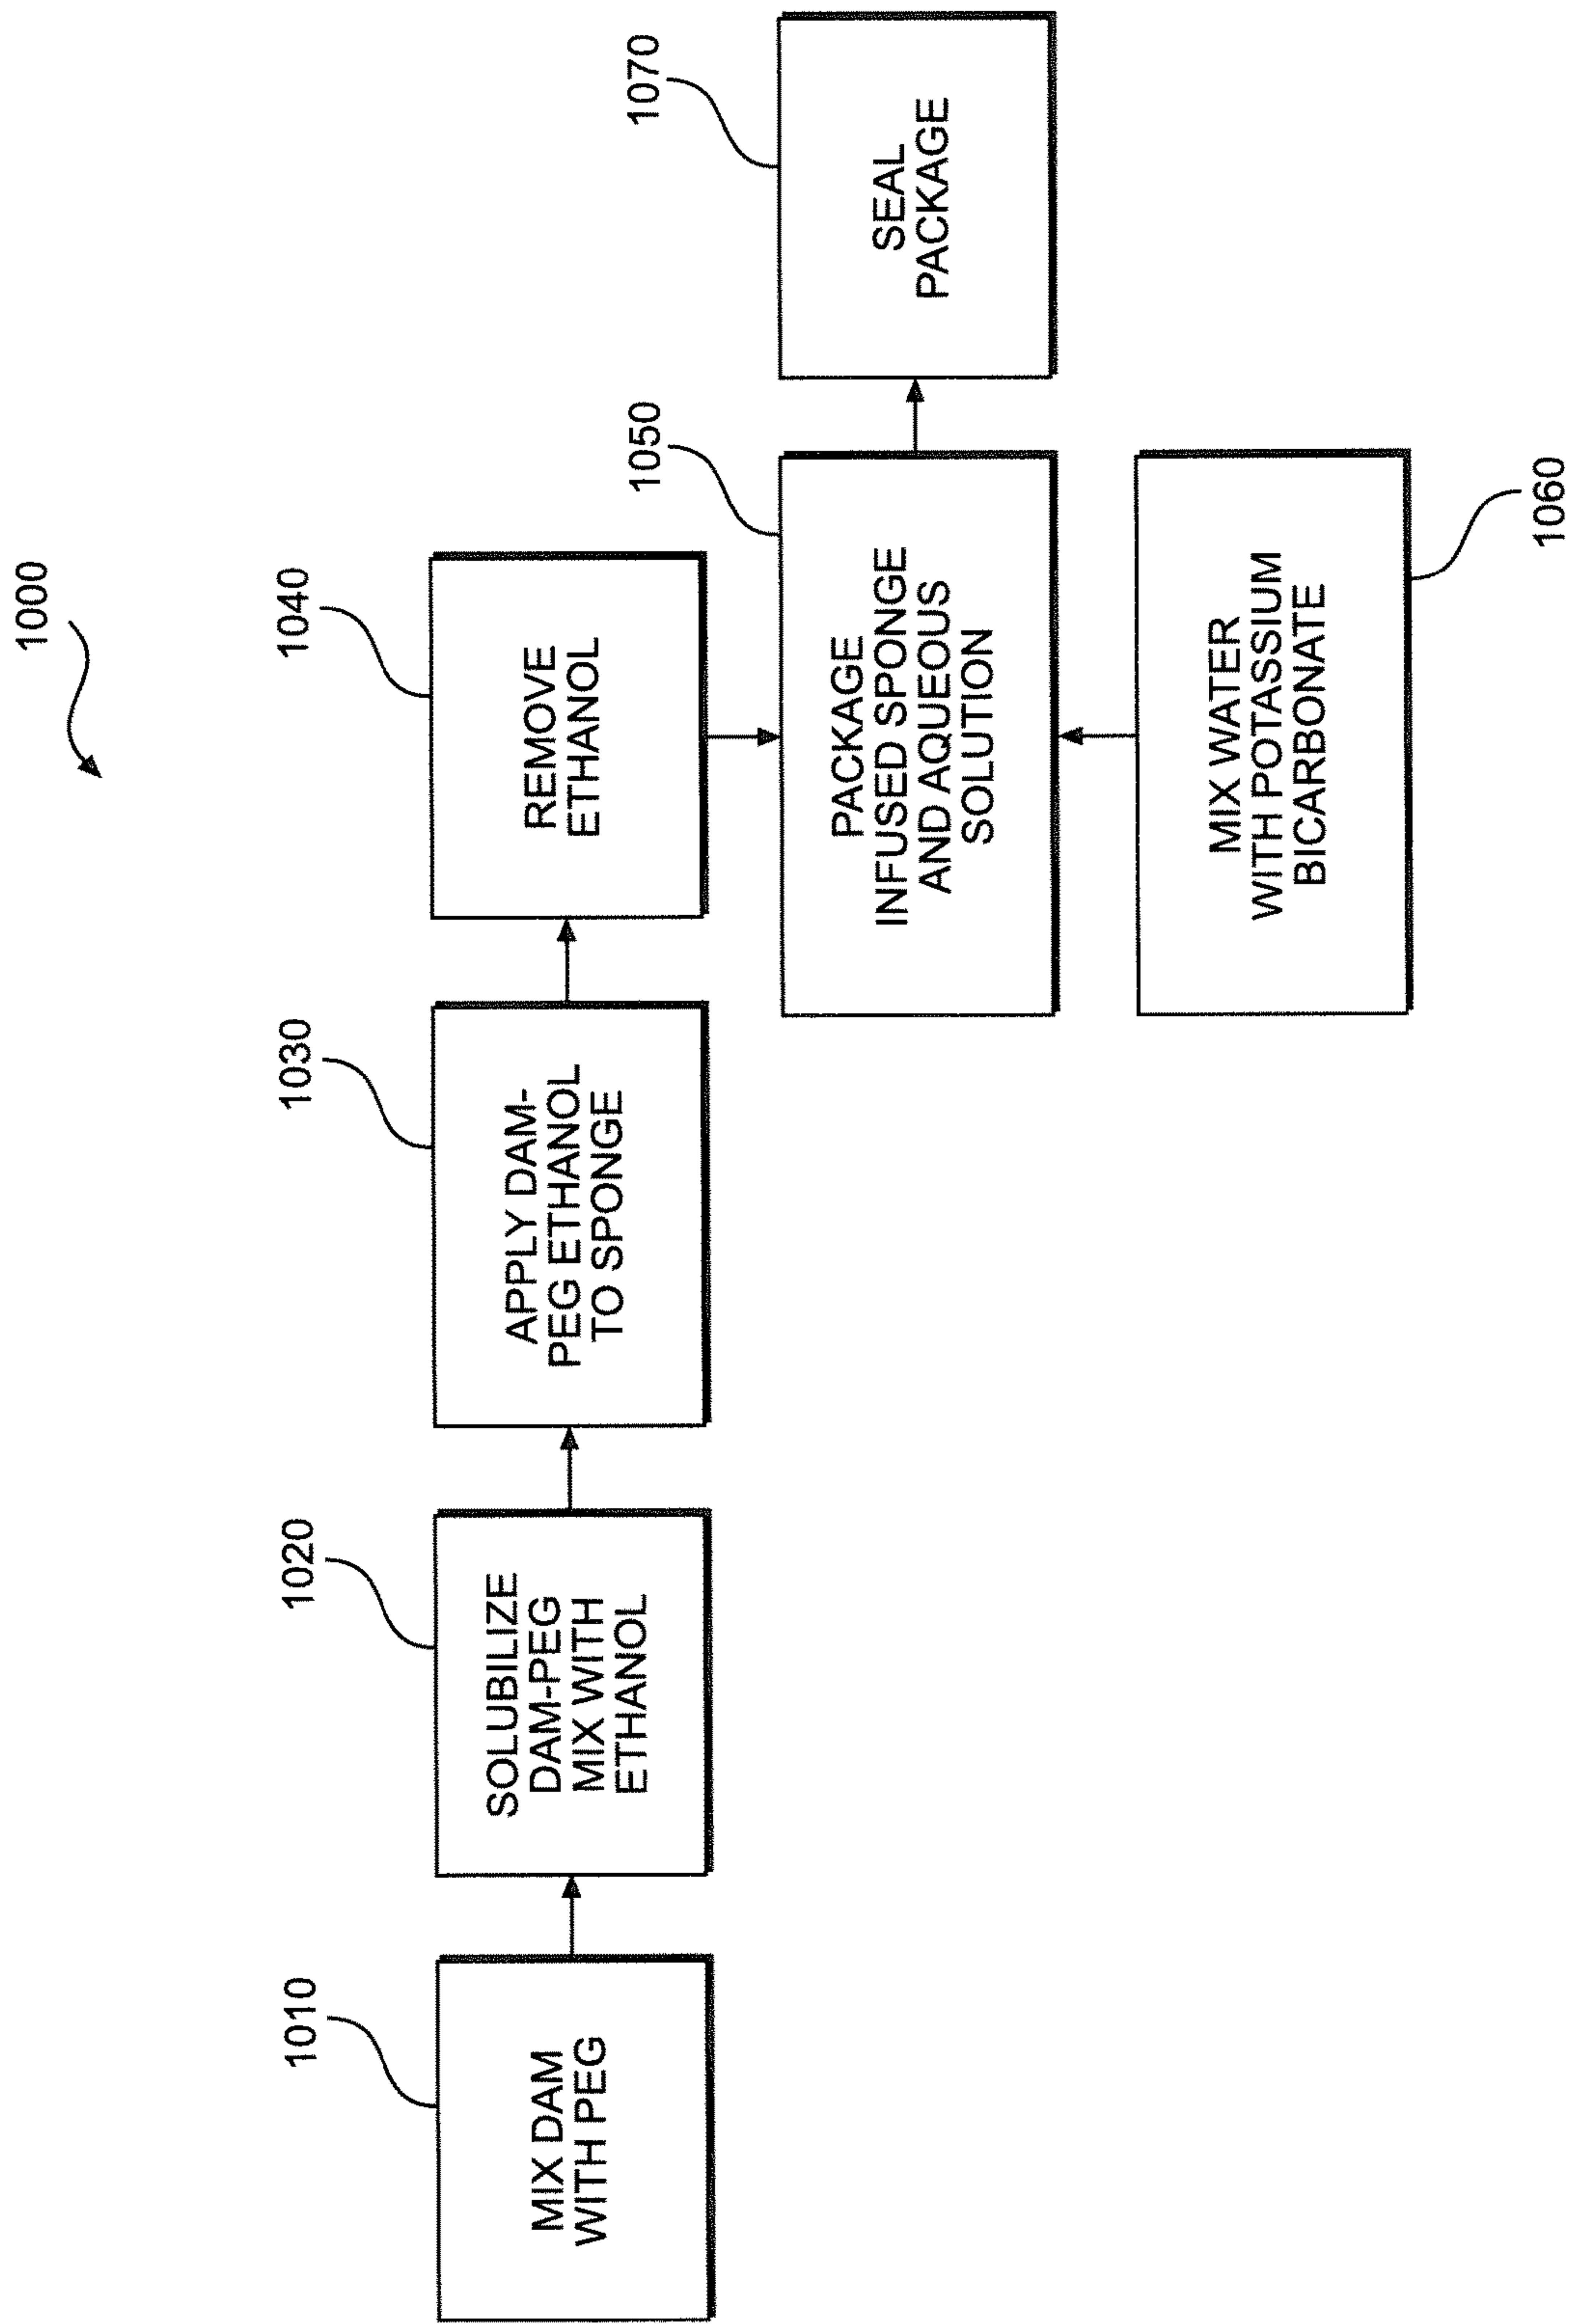 1000
1010
MIX DAM
WITH PEG
1020
SOLUBILIZE
DAM-PEG
MIX WITH
ETHANOL
1030
APPLY DAM-
PEG ETHANOL
TO SPONGE
1040
REMOVE
ETHANOL
1050
PACKAGE
INFUSED SPONGE
AND AQUEOUS
SOLUTION
1070
SEAL
PACKAGE
MIX WATER
WITH POTASSIUM
BICARBONATE
1060